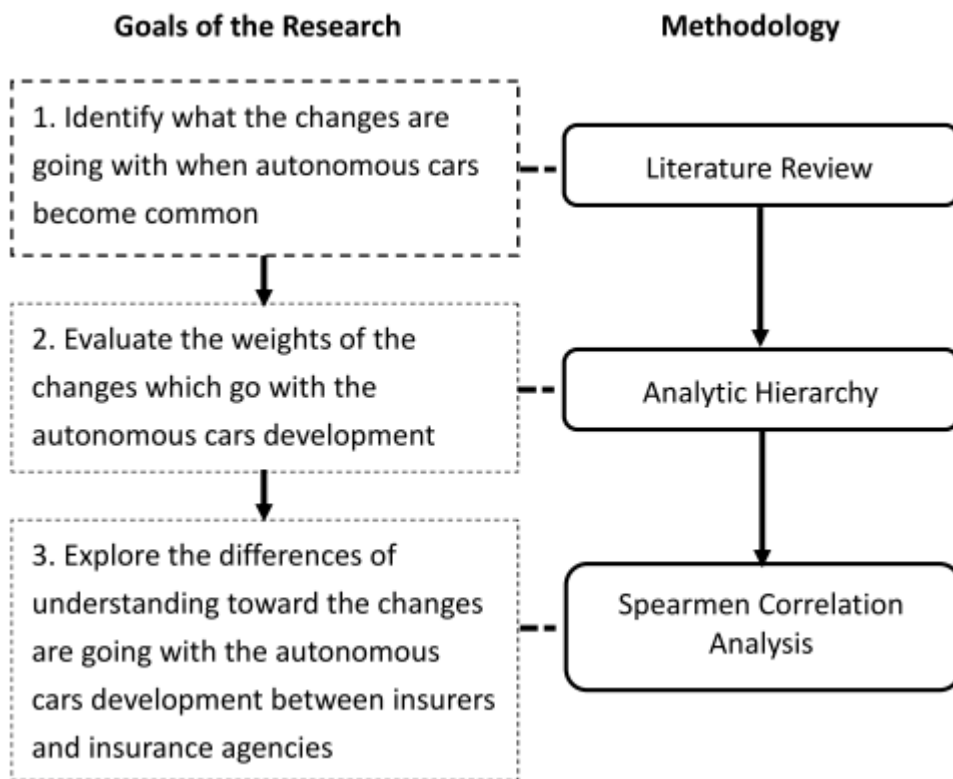 Goals of the Research
Methodology
1. Identify what the changes are
going with when autonomous cars
become common
Literature Review
2. Evaluate the weights of the
changes which go with the
autonomous cars development
Analytic Hierarchy
3. Explore the differences of
understanding toward the changes
are going with the autonomous
cars development between insurers
and insurance agencies
Spearmen Correlation
Analysis